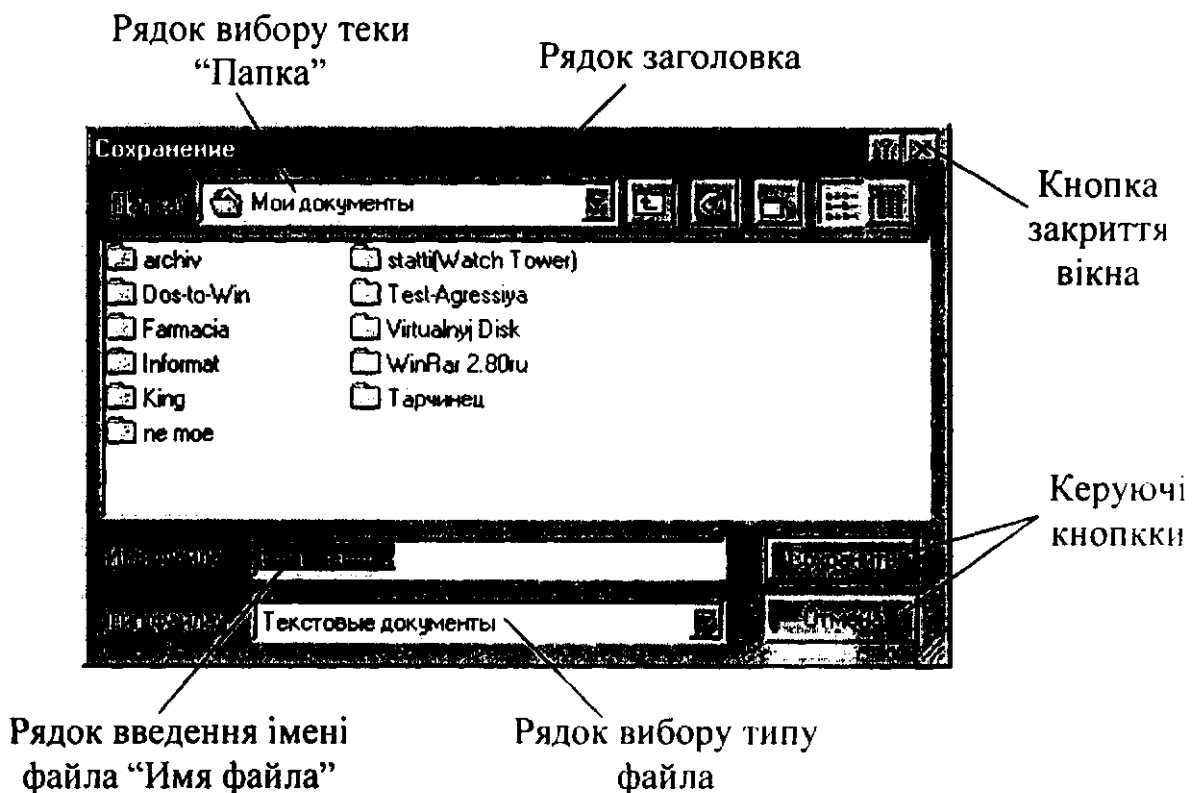 Рядок вибору теки
“Папка”
Рядок заголовка
Сохранение
Мои документы
Кнопка
закриття
вікна
archiv
Dos-to-Win
Farmacia
Informat
King
ne moe
statti(Watch Tower)
Test-Agressiya
Virtualnyj Disk
WinRar 2.80ru
Тарчинец
Керуючі
кнопкки
Текстовые документы
Рядок введення імені
файла “Имя файла”
Рядок вибору типу
файла